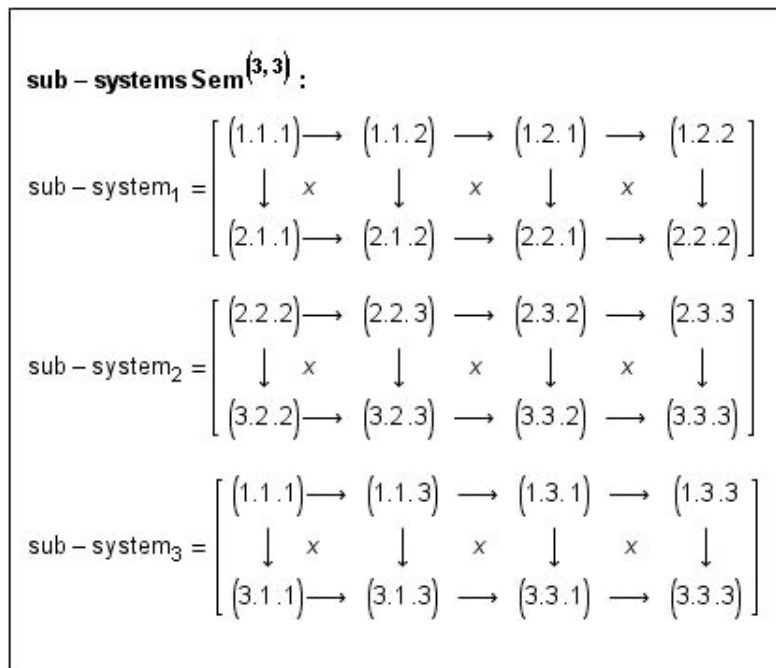 sub – systems Sem^(3, 3) :
(1.1 .1) ⟶ (1.1. 2) ⟶ (1.2. 1) ⟶ (1.2.2
sub – system₁ = [ ↓ x ↓ x ↓ x ↓ ]
(2.1 .1) ⟶ (2.1 .2) ⟶ (2.2 .1) ⟶ (2.2 .2)
(2.2 .2) ⟶ (2.2 . 3) ⟶ (2.3 . 2) ⟶ (2.3 .3
sub – system₂ = [ ↓ x ↓ x ↓ x ↓ ]
(3.2 .2) ⟶ (3.2 .3) ⟶ (3.3 .2) ⟶ (3.3 .3)
(1.1 .1) ⟶ (1.1 . 3) ⟶ (1.3 . 1) ⟶ (1.3 .3
sub – system₃ = [ ↓ x ↓ x ↓ x ↓ ]
(3.1 .1) ⟶ (3.1 .3) ⟶ (3.3 .1) ⟶ (3.3 .3)